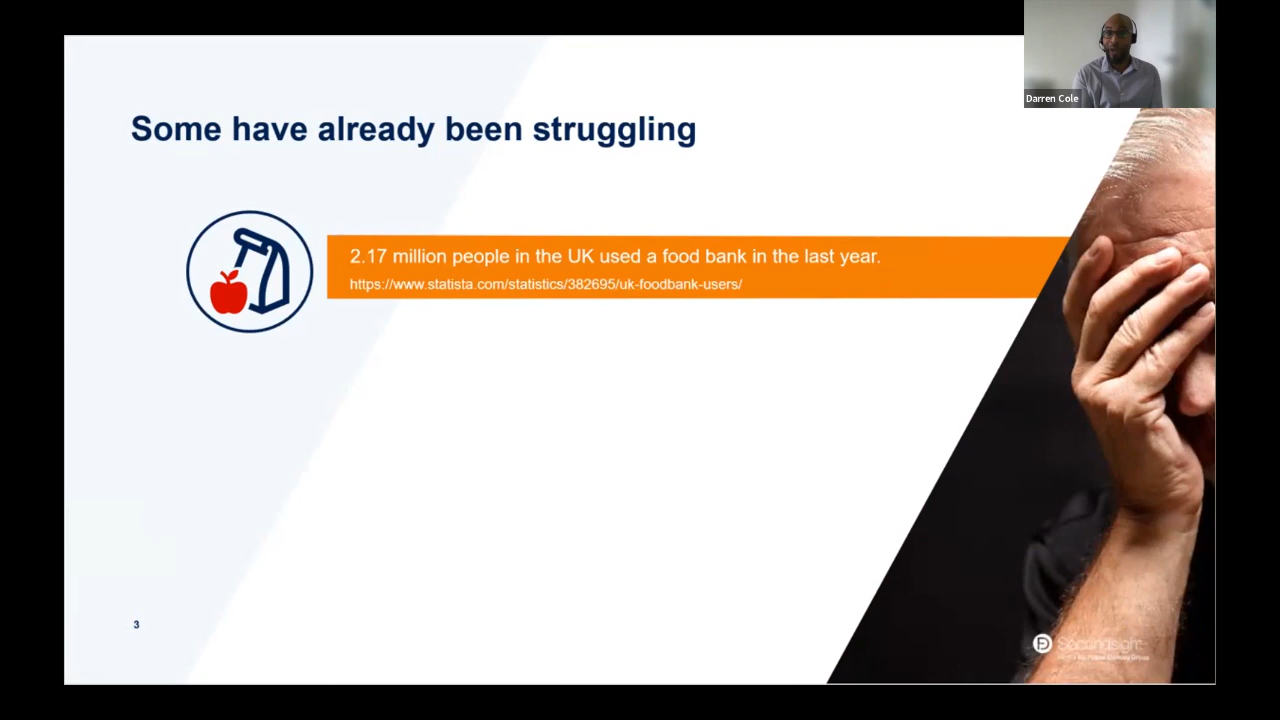 Darren Cole
Some have already been struggling
2.17 million people in the UK used a food bank in the last year.
https://www.statista.com/statistics/382695/uk-foodbank-users/
3
Secondsight